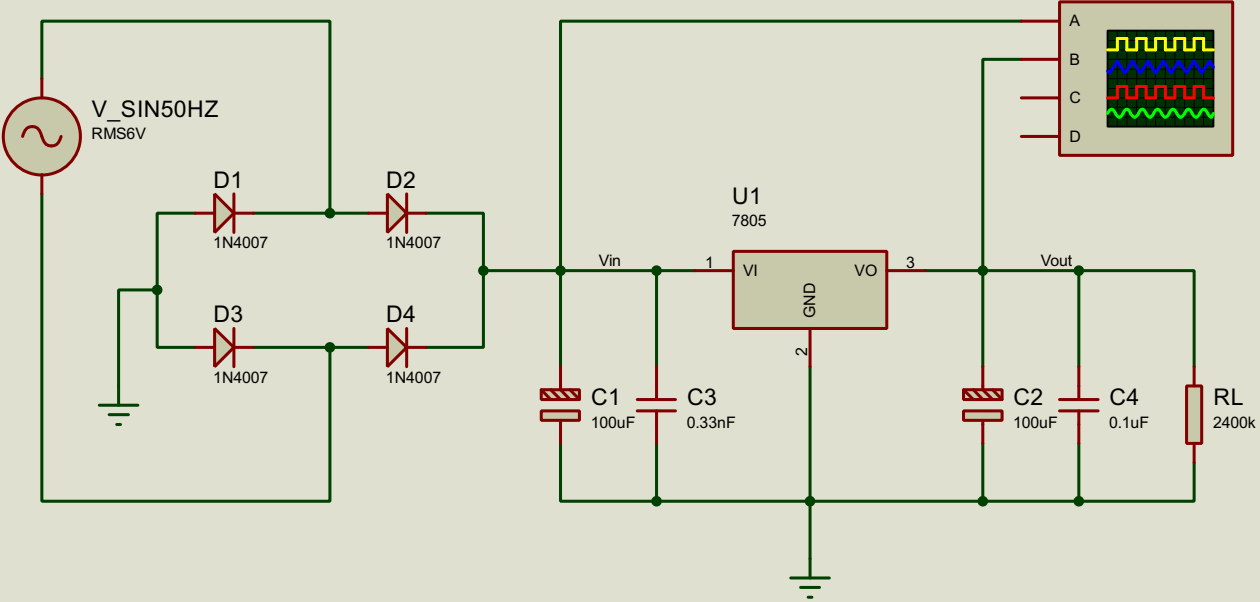 V_SIN50HZ
RMS6V
D1
1N4007
D2
1N4007
D3
1N4007
D4
1N4007
Vin
U1
7805
1
VI
VO
3
GND
2
Vout
C1
100uF
C3
0.33nF
C2
100uF
C4
0.1uF
RL
2400k
A
B
C
D